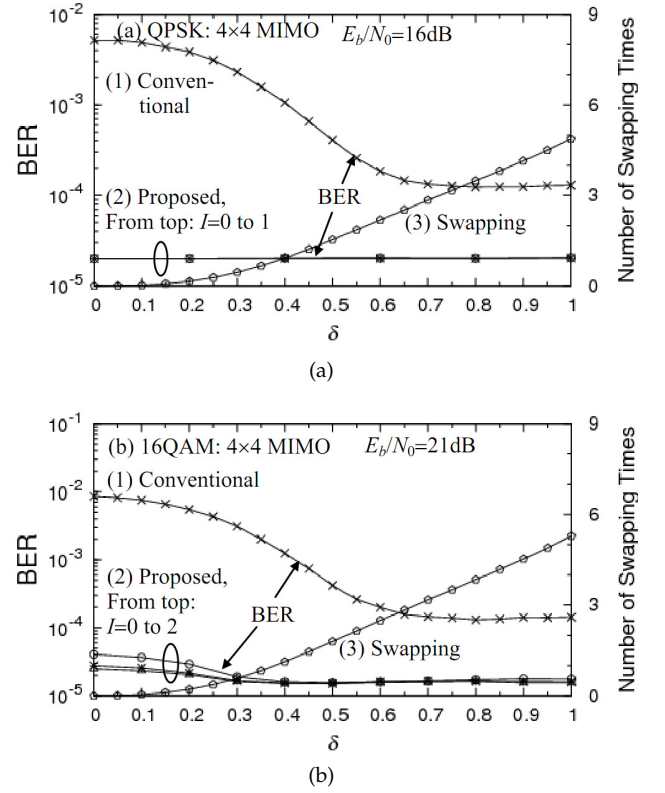 (a) QPSK: 4×4 MIMO E_b/N_0=16dB
(1) Conven-
tional
(2) Proposed,
From top: I=0 to 1
BER
(3) Swapping
BER
10^-2
10^-3
10^-4
10^-5
Number of Swapping Times
9
6
3
0
0 0.1 0.2 0.3 0.4 0.5 0.6 0.7 0.8 0.9 1
δ
(a)
(b) 16QAM: 4×4 MIMO E_b/N_0=21dB
(1) Conventional
(2) Proposed,
From top:
I=0 to 2
BER
(3) Swapping
BER
10^-1
10^-2
10^-3
10^-4
10^-5
Number of Swapping Times
9
6
3
0
0 0.1 0.2 0.3 0.4 0.5 0.6 0.7 0.8 0.9 1
δ
(b)